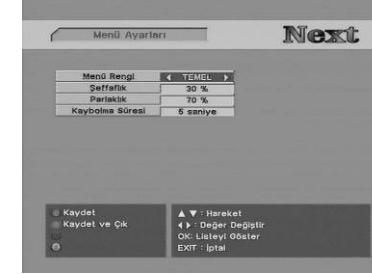 Menü Ayarları
Next
Menü Rengi TEMEL
Şeffaflık 30 %
Parlaklık 70 %
Kaybolma Süresi 5 saniye
Kaydet
Kaydet ve Çık
▲ ▼ : Hareket
◀ ▶ : Değer Değiştir
OK: Listeyi Göster
EXIT : İptal